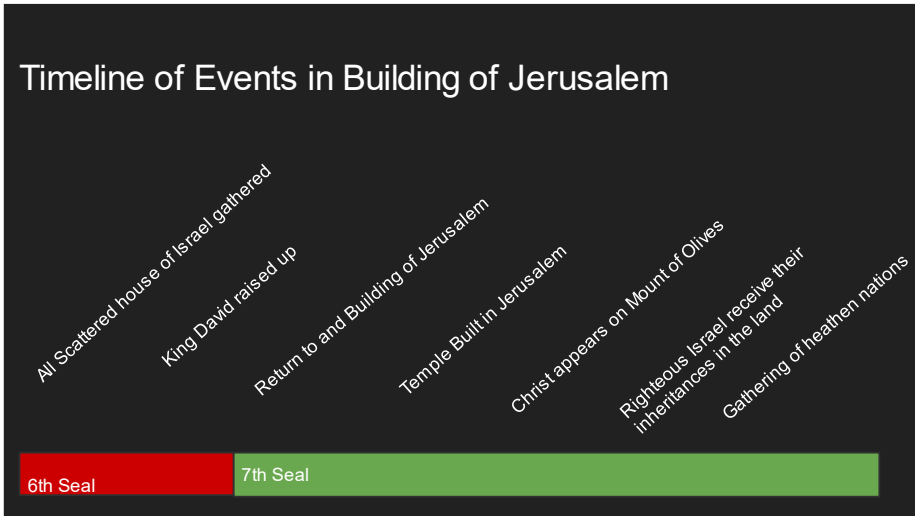 Timeline of Events in Building of Jerusalem
All Scattered house of Israel gathered
King David raised up
Return to and Building of Jerusalem
Temple Built in Jerusalem
Christ appears on Mount of Olives
Righteous Israel receive their
inheritances in the land
Gathering of heathen nations
6th Seal
7th Seal